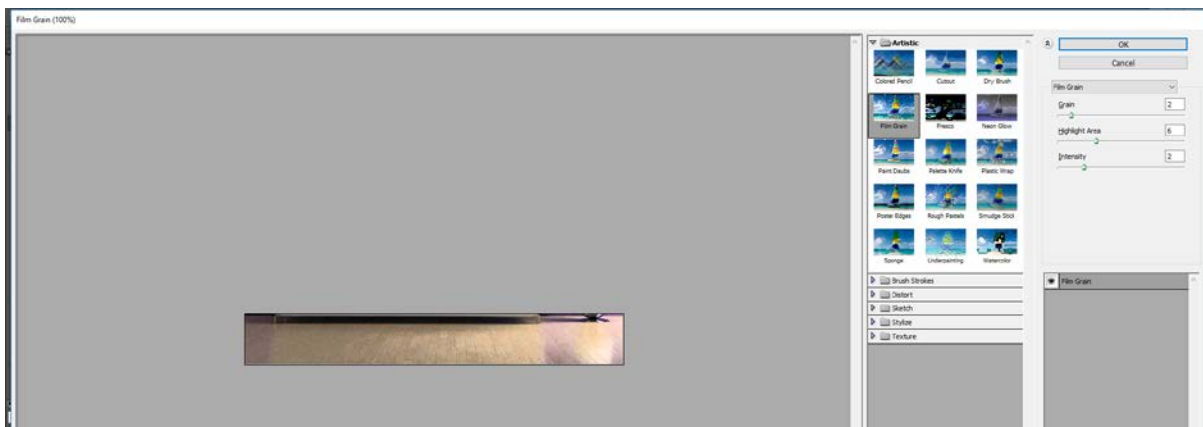 Film Grain (100%)
Artistic
Colored Pencil
Cutout
Dry Brush
Film Grain
Fresco
Neon Glow
Paint Daubs
Palette Knife
Plastic Wrap
Poster Edges
Rough Pastels
Smudge Stick
Sponge
Underpainting
Watercolor
Brush Strokes
Distort
Sketch
Stylize
Texture
OK
Cancel
Film Grain
Grain 2
Highlight Area 6
Intensity 2
Film Grain